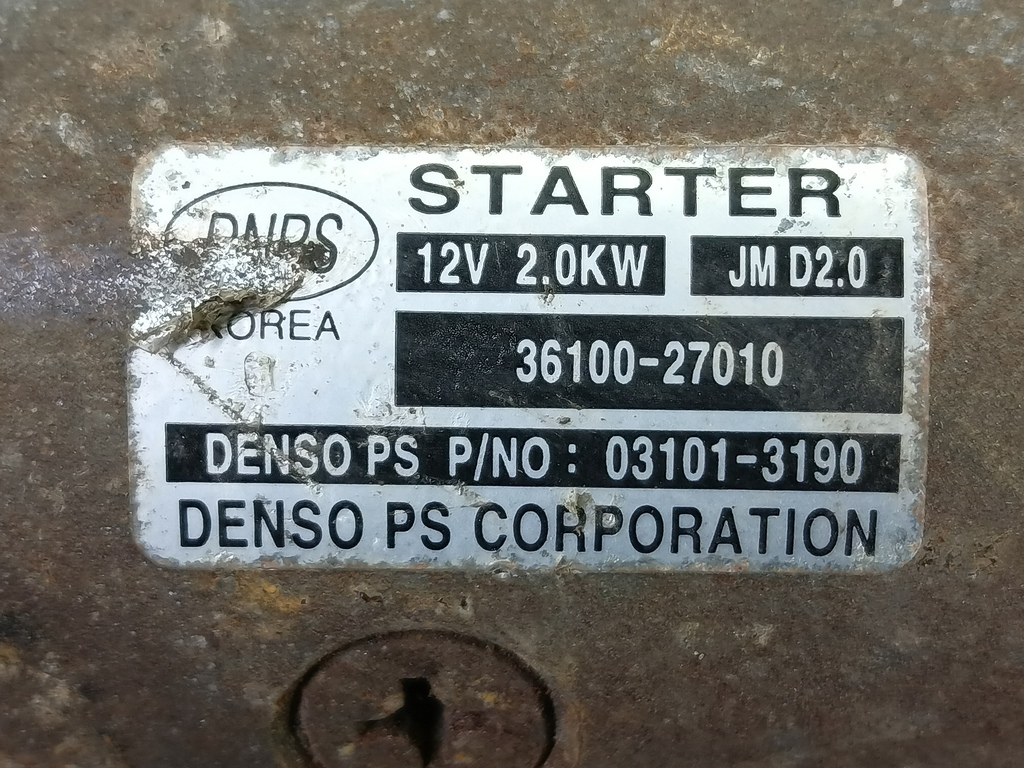 STARTER
DNPS
12V 2.0KW JM D2.0
KOREA
36100-27010
DENSO PS P/NO : 03101-3190
DENSO PS CORPORATION